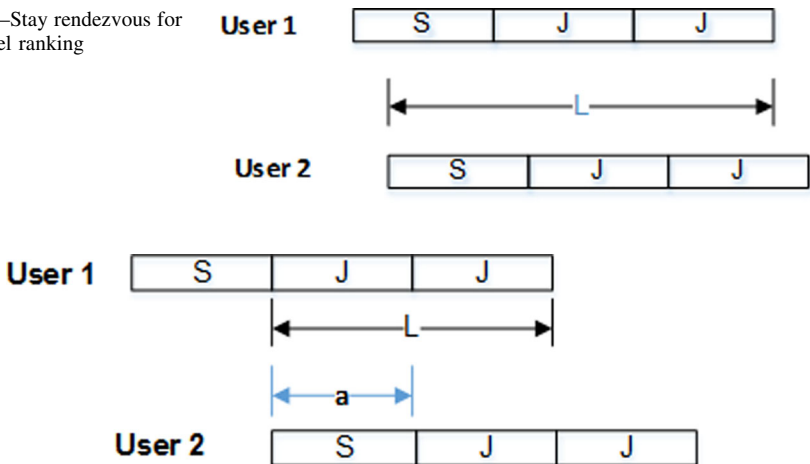 –Stay rendezvous for
el ranking
User 1 S J J
L
User 2 S J J
User 1 S J J
L
a
User 2 S J J